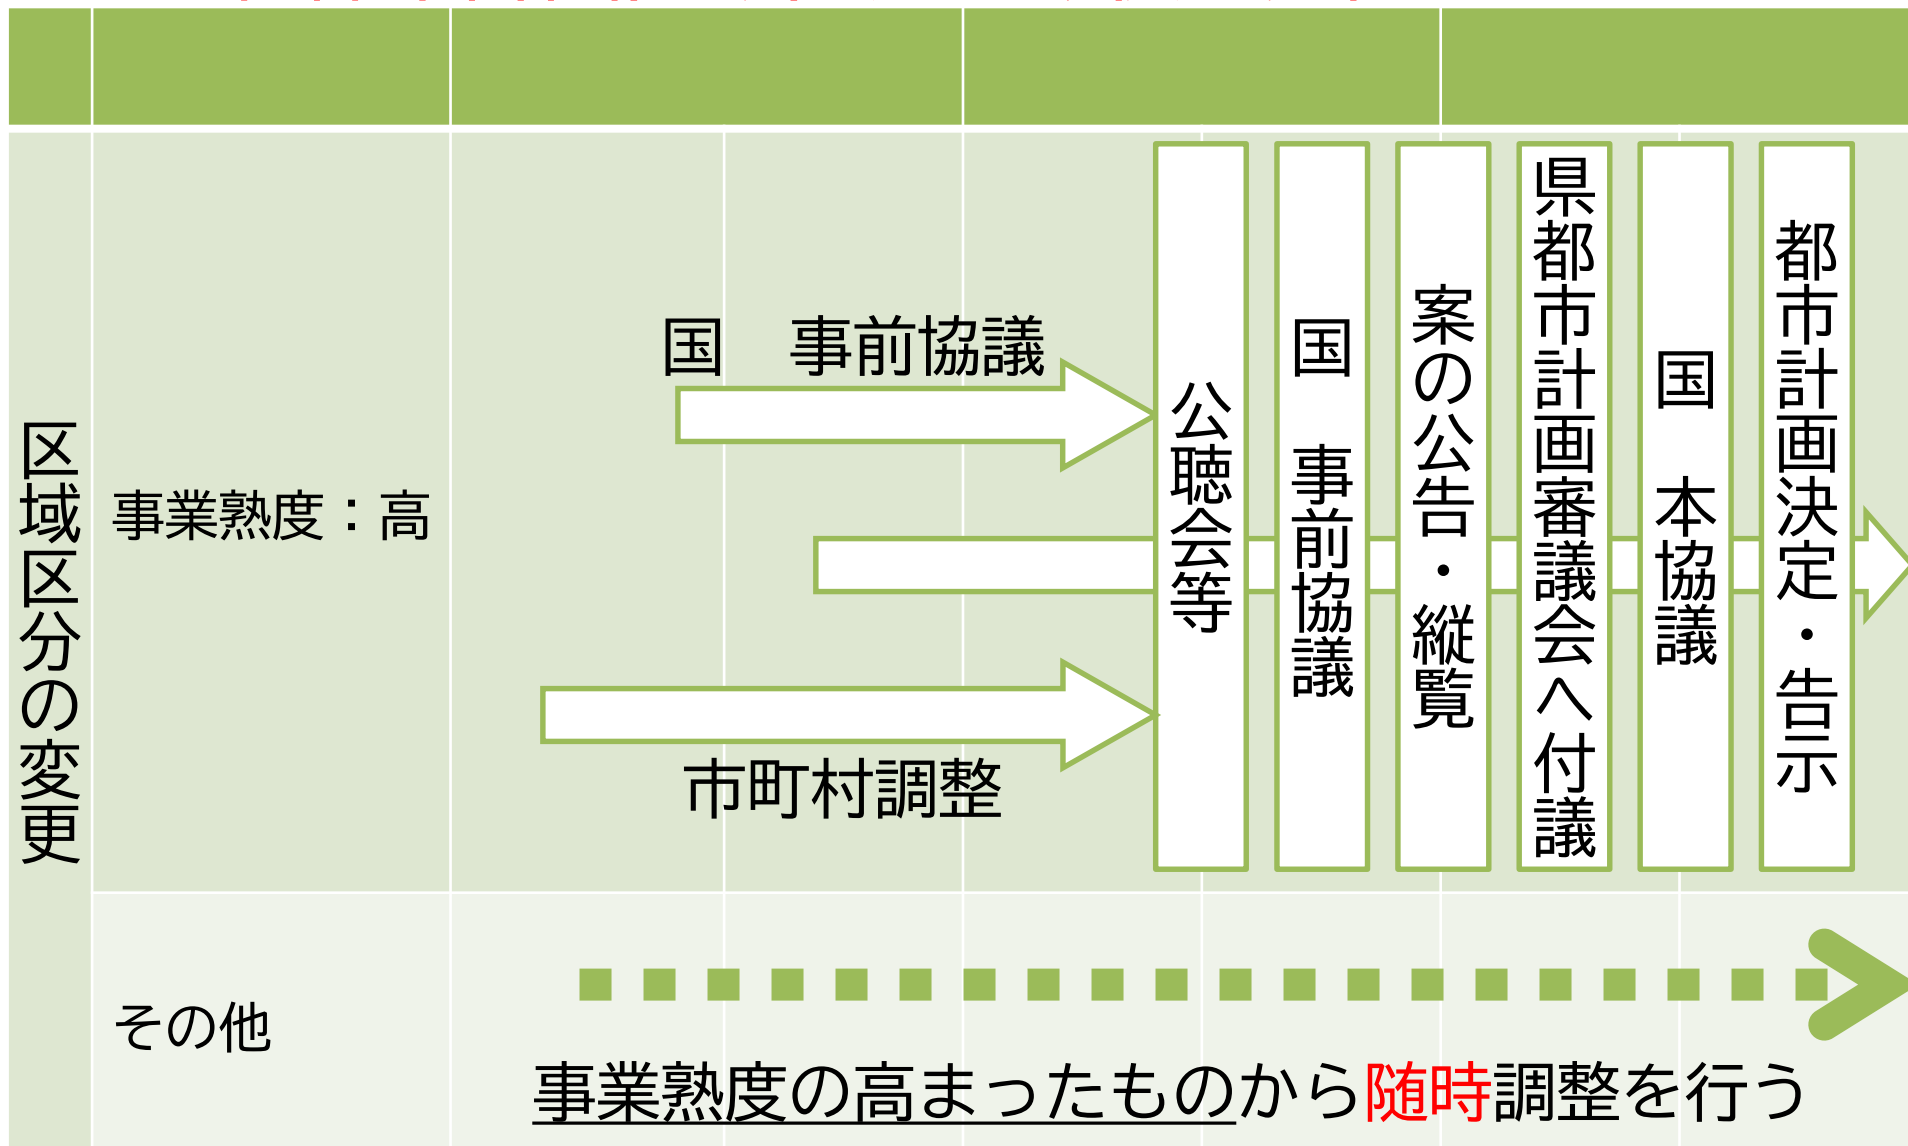 区域区分の変更
事業熟度：高
国　事前協議
市町村調整
公聴会等
国　事前協議
案の公告・縦覧
県都市計画審議会へ付議
国　本協議
都市計画決定・告示
その他
事業熟度の高まったものから随時調整を行う